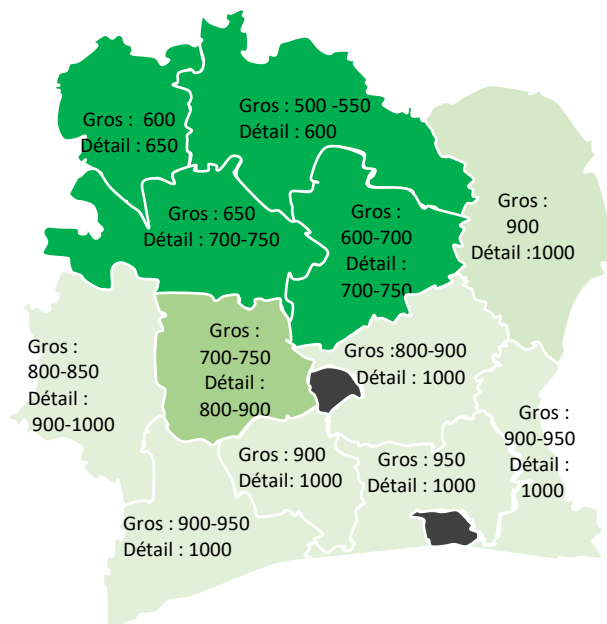 Gros : 500 -550
Détail : 600
Gros : 600
Détail : 650
Gros : 650
Détail : 700-750
Gros :
600-700
Détail
:
700-750
Gros :
900
Détail :1000
Gros :
700-750
Détail :
800-900
Gros :800-900
Détail : 1000
Gros :
800-850
Détail :
900-1000
Gros :
900-950
Détail :
1000
Gros : 900
Détail: 1000
Gros : 950
Détail : 1000
Gros : 900-950
Détail : 1000